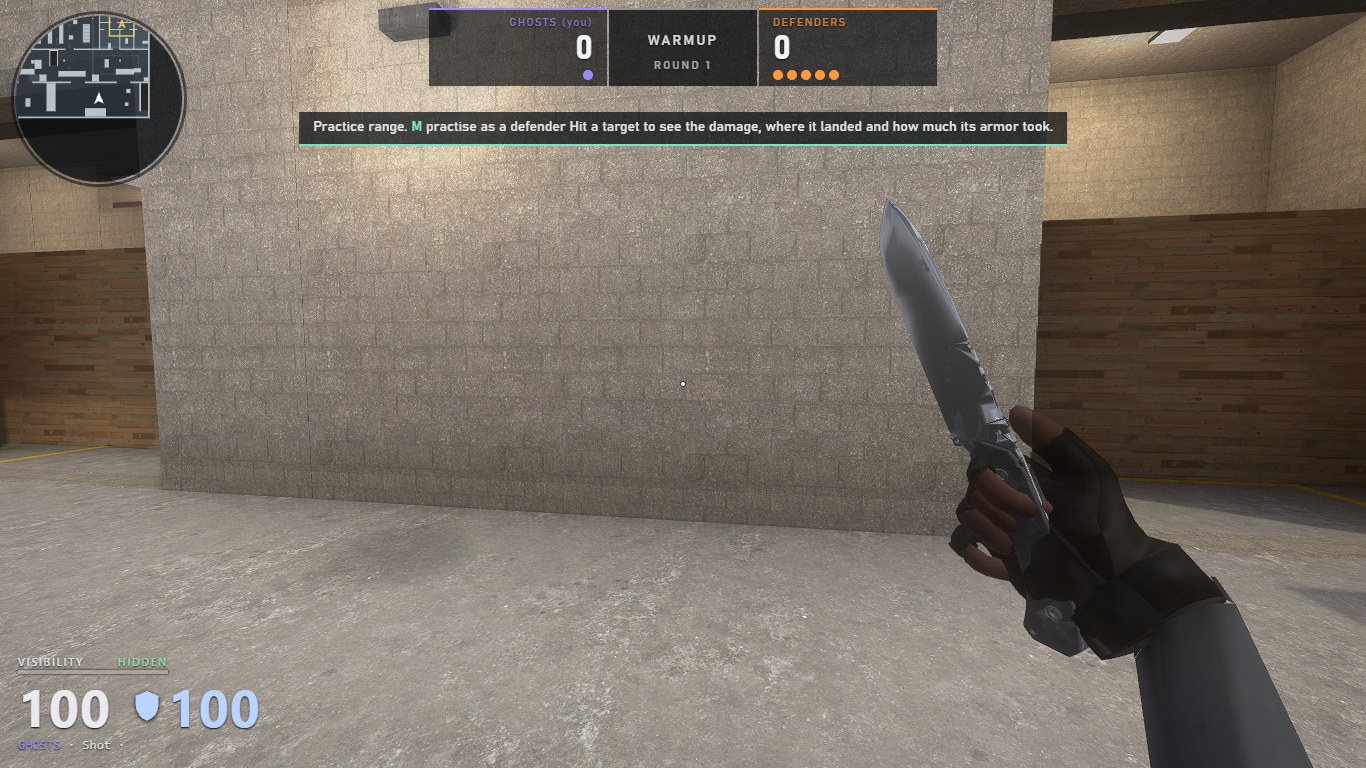 A
GHOSTS (you)
0
WARMUP
ROUND 1
DEFENDERS
0
Practice range. M practise as a defender Hit a target to see the damage, where it landed and how much its armor took.
VISIBILITY HIDDEN
100 100
GHOSTS · Shot ·